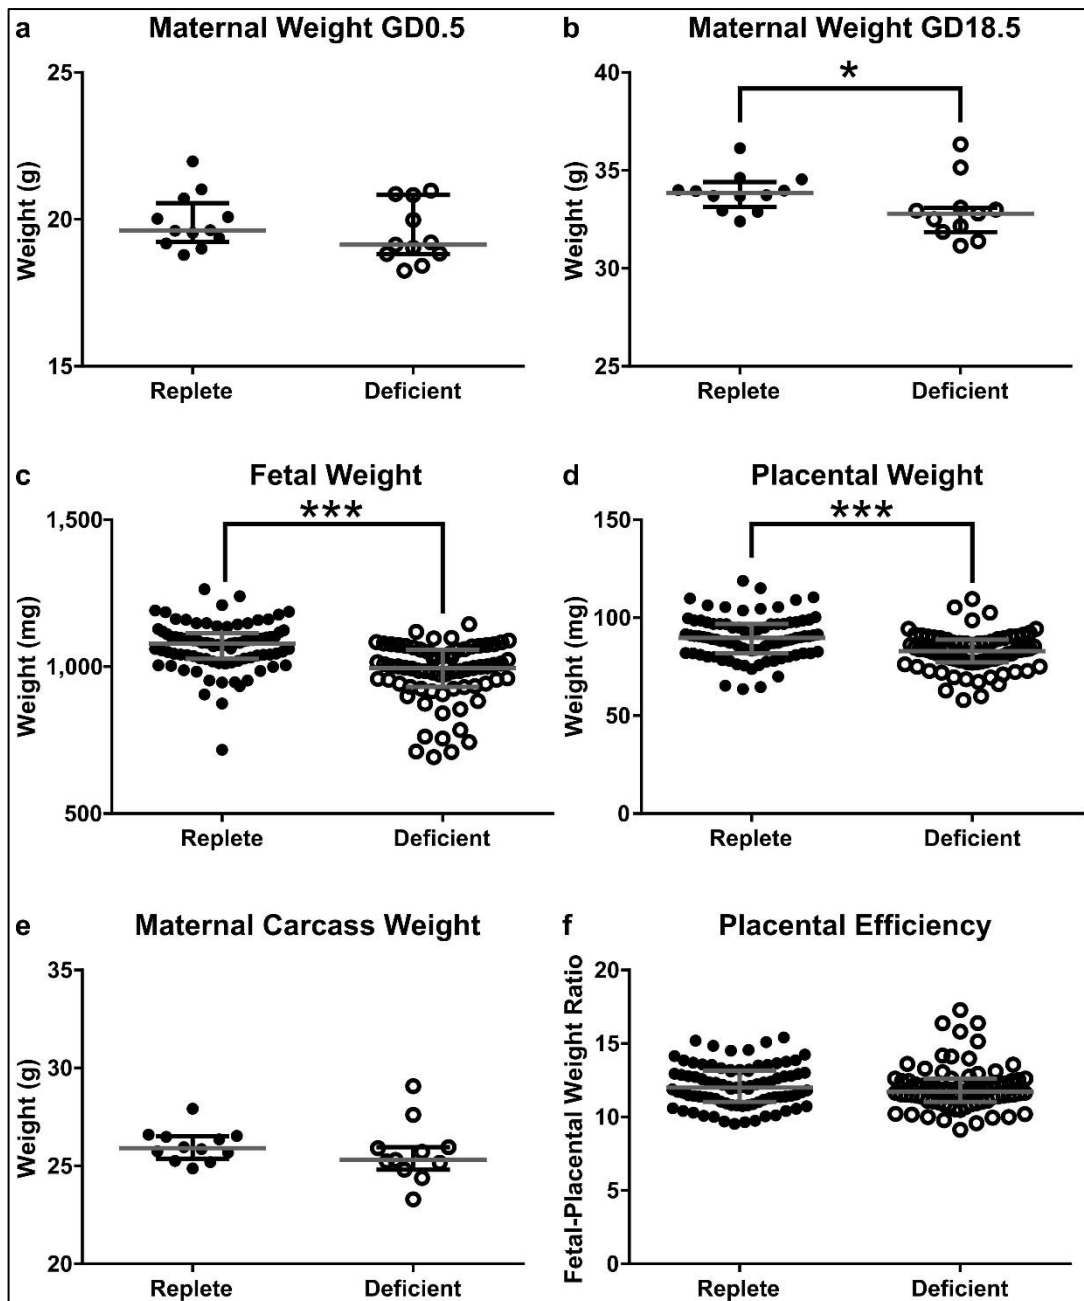 a Maternal Weight GD0.5
Weight (g)
25
20
15
Replete Deficient
b Maternal Weight GD18.5
*
Weight (g)
40
35
30
25
Replete Deficient
c Fetal Weight
***
Weight (mg)
1,500
1,000
500
Replete Deficient
d Placental Weight
***
Weight (mg)
150
100
50
0
Replete Deficient
e Maternal Carcass Weight
Weight (g)
35
30
25
20
Replete Deficient
f Placental Efficiency
Fetal-Placental Weight Ratio
20
15
10
5
0
Replete Deficient